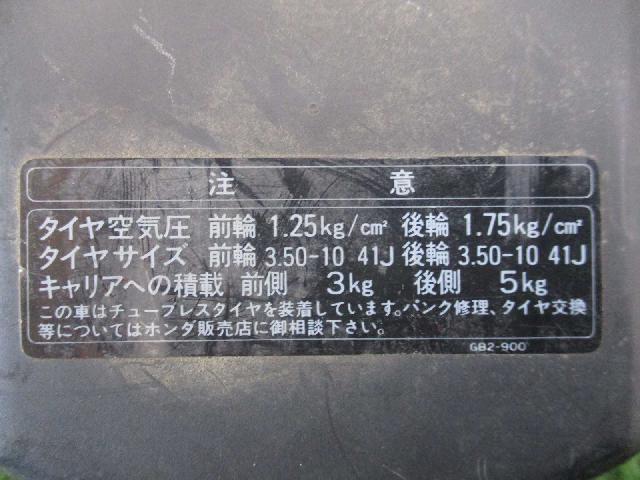 注意
タイヤ空気圧 前輪 1.25kg/cm² 後輪 1.75kg/cm²
タイヤサイズ 前輪 3.50-10 41J 後輪 3.50-10 41J
キャリアへの積載 前側 3kg 後側 5kg
この車はチューブレスタイヤを装着しています。パンク修理、タイヤ交換
等についてはホンダ販売店に御相談下さい。
GB2-900